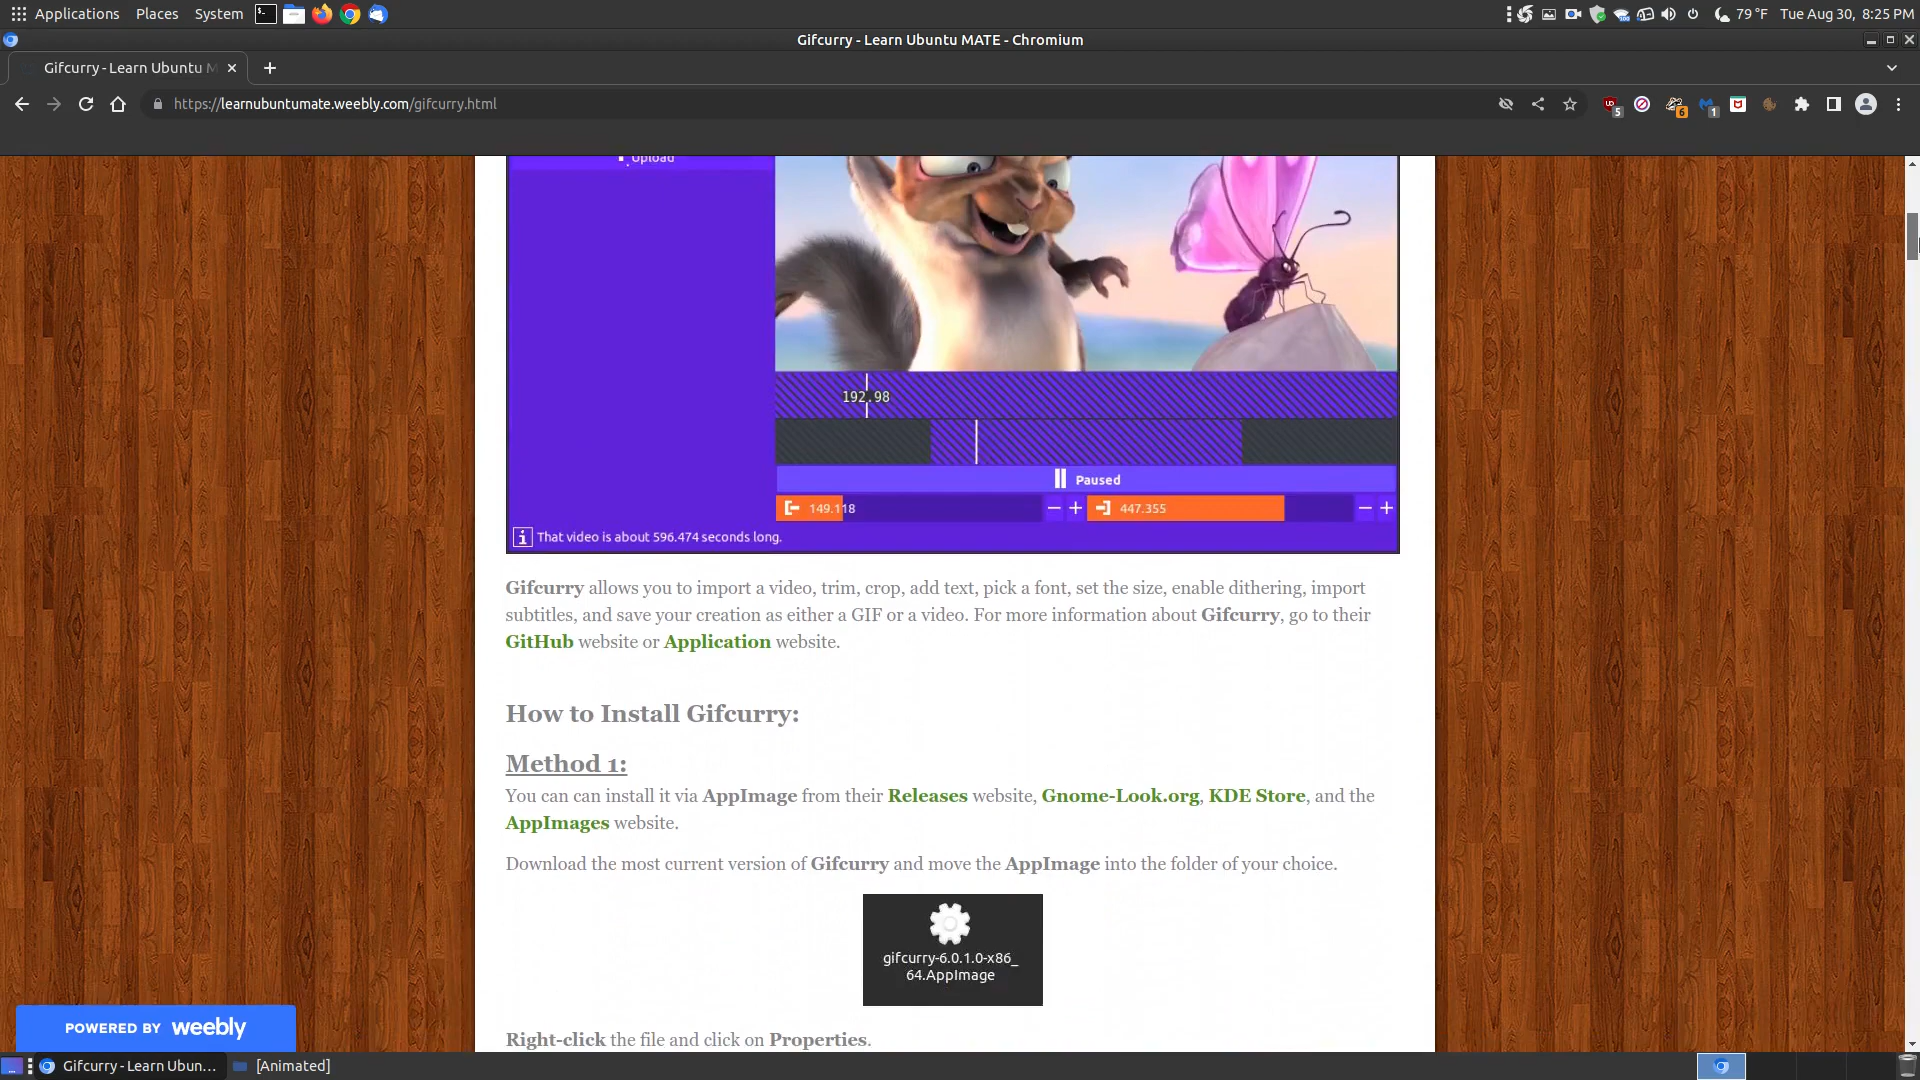 Applications Places System
79 °F Tue Aug 30, 8:25 PM
Gifcurry - Learn Ubuntu MATE - Chromium
Gifcurry - Learn Ubuntu M
https://learnubuntumate.weebly.com/gifcurry.html
5
6
1
Upload
192.98
Paused
149.118
447.355
That video is about 596.474 seconds long.
Gifcurry allows you to import a video, trim, crop, add text, pick a font, set the size, enable dithering, import
subtitles, and save your creation as either a GIF or a video. For more information about Gifcurry, go to their
GitHub website or Application website.
How to Install Gifcurry:
Method 1:
You can can install it via AppImage from their Releases website, Gnome-Look.org, KDE Store, and the
AppImages website.
Download the most current version of Gifcurry and move the AppImage into the folder of your choice.
gifcurry-6.0.1.0-x86_
64.AppImage
Right-click the file and click on Properties.
POWERED BY weebly
Gifcurry - Learn Ubun... [Animated]